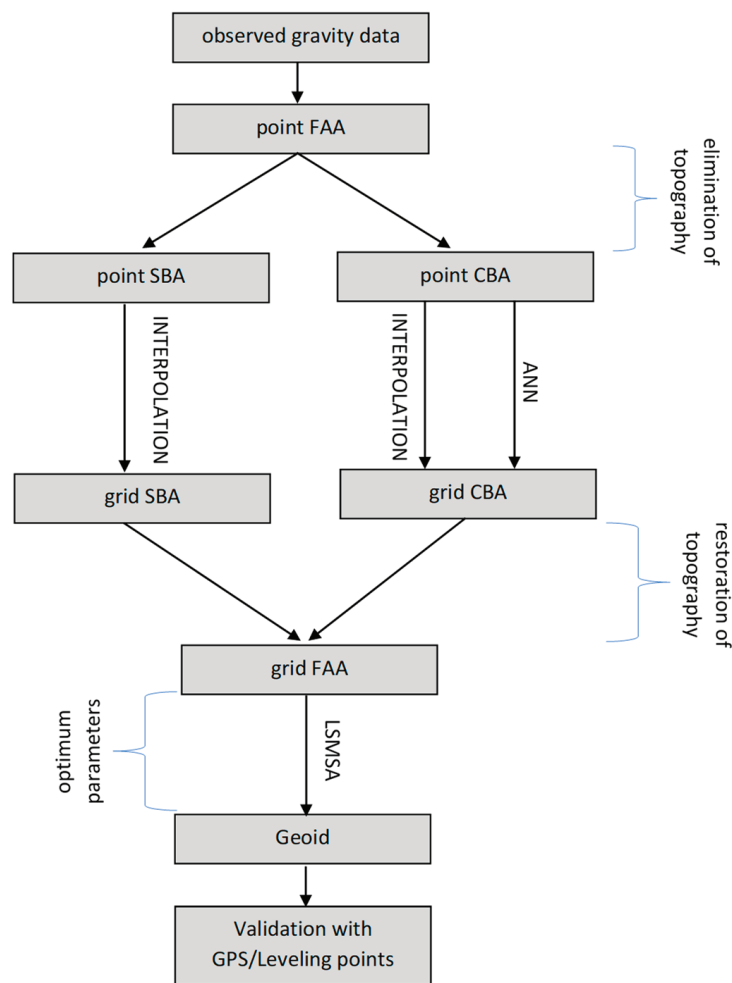 observed gravity data
point FAA
elimination of
topography
point SBA
point CBA
INTERPOLATION
INTERPOLATION
ANN
grid SBA
grid CBA
restoration of
topography
grid FAA
optimum
parameters
LSMSA
Geoid
Validation with
GPS/Leveling points